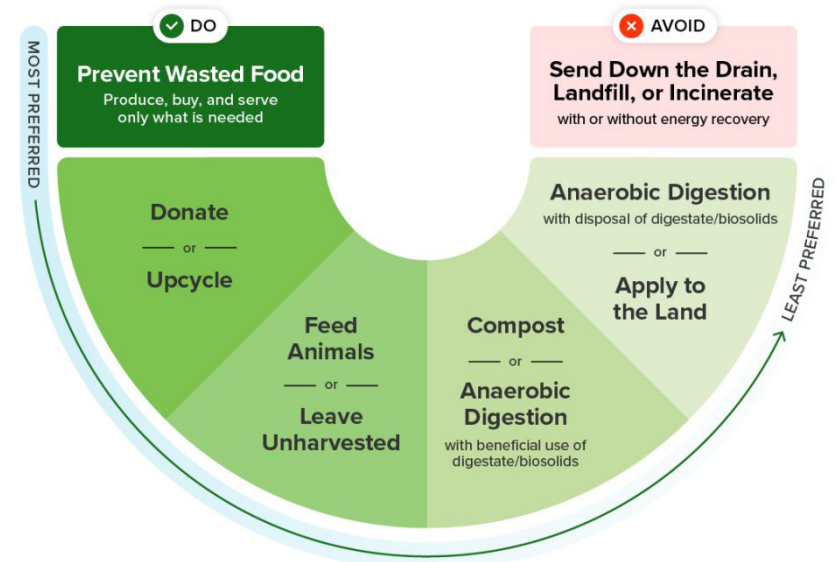 DO
Prevent Wasted Food
Produce, buy, and serve
only what is needed
AVOID
Send Down the Drain,
Landfill, or Incinerate
with or without energy recovery
MOST PREFERRED
Donate
or
Upcycle
Feed
Animals
or
Leave
Unharvested
Compost
or
Anaerobic
Digestion
with beneficial use of
digestate/biosolids
Anaerobic Digestion
with disposal of digestate/biosolids
or
Apply to
the Land
LEAST PREFERRED